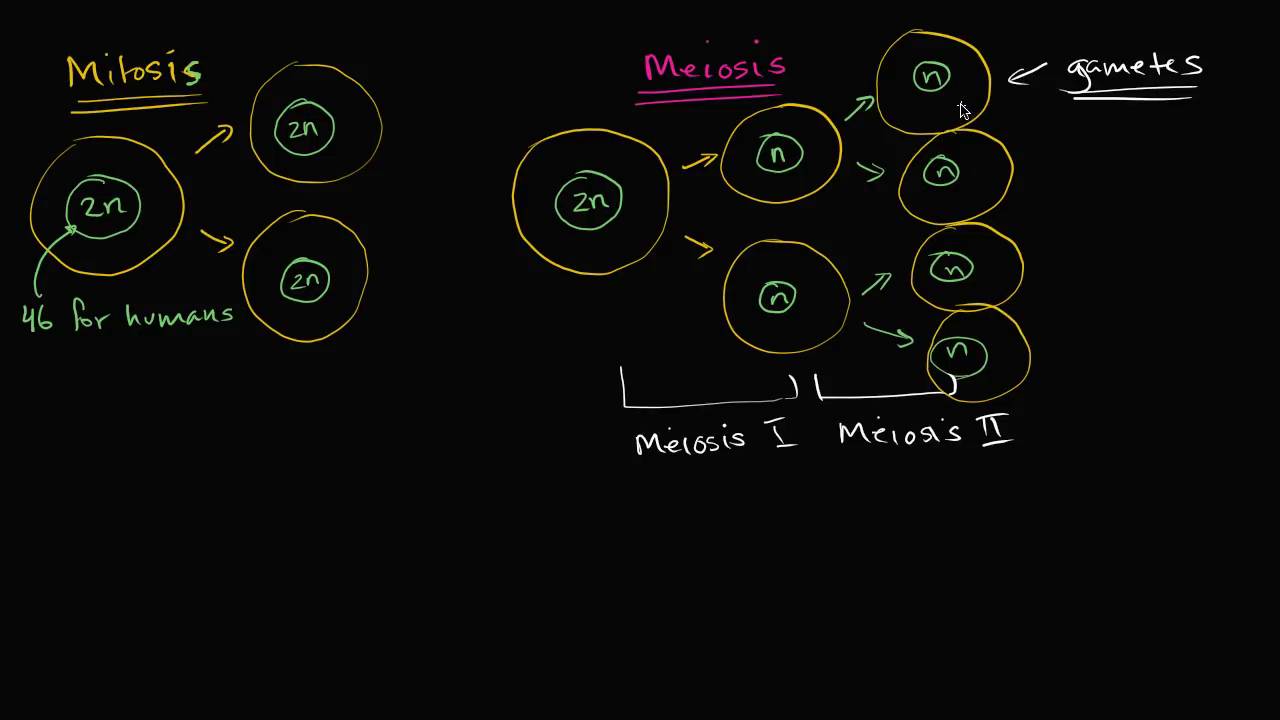 Mitosis
2n
2n
2n
46 for humans
Meiosis
2n
n
n
n
n
n
n
gametes
Meiosis I
Meiosis II